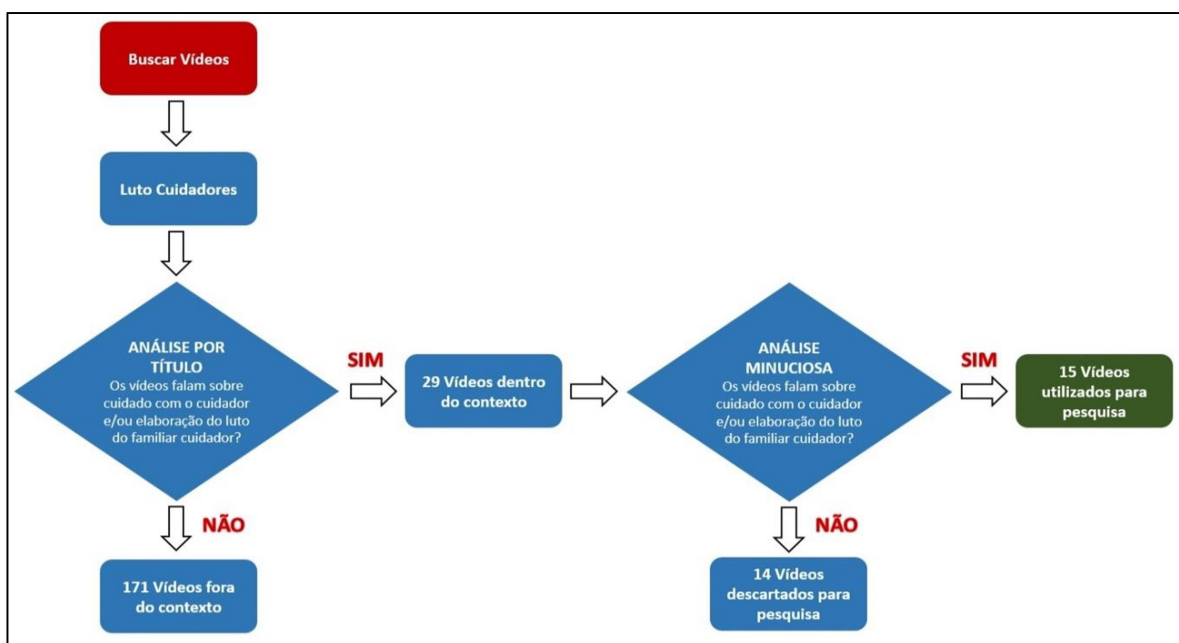 Buscar Vídeos
Luto Cuidadores
ANÁLISE POR
TÍTULO
Os vídeos falam sobre
cuidado com o cuidador
e/ou elaboração do luto
do familiar cuidador?
SIM
29 Vídeos dentro
do contexto
ANÁLISE
MINUCIOSA
Os vídeos falam sobre
cuidado com o cuidador
e/ou elaboração do luto
do familiar cuidador?
SIM
15 Vídeos
utilizados para
pesquisa
NÃO
171 Vídeos fora
do contexto
NÃO
14 Vídeos
descartados para
pesquisa